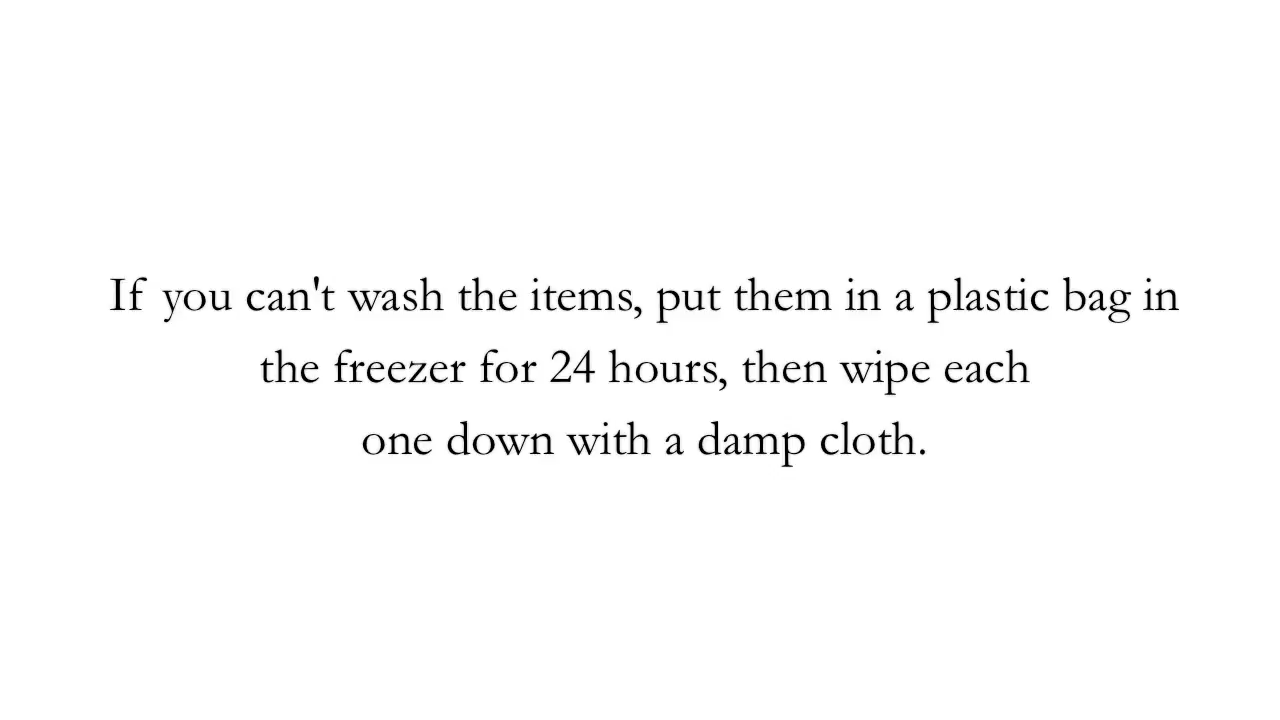 If you can't wash the items, put them in a plastic bag in
the freezer for 24 hours, then wipe each
one down with a damp cloth.